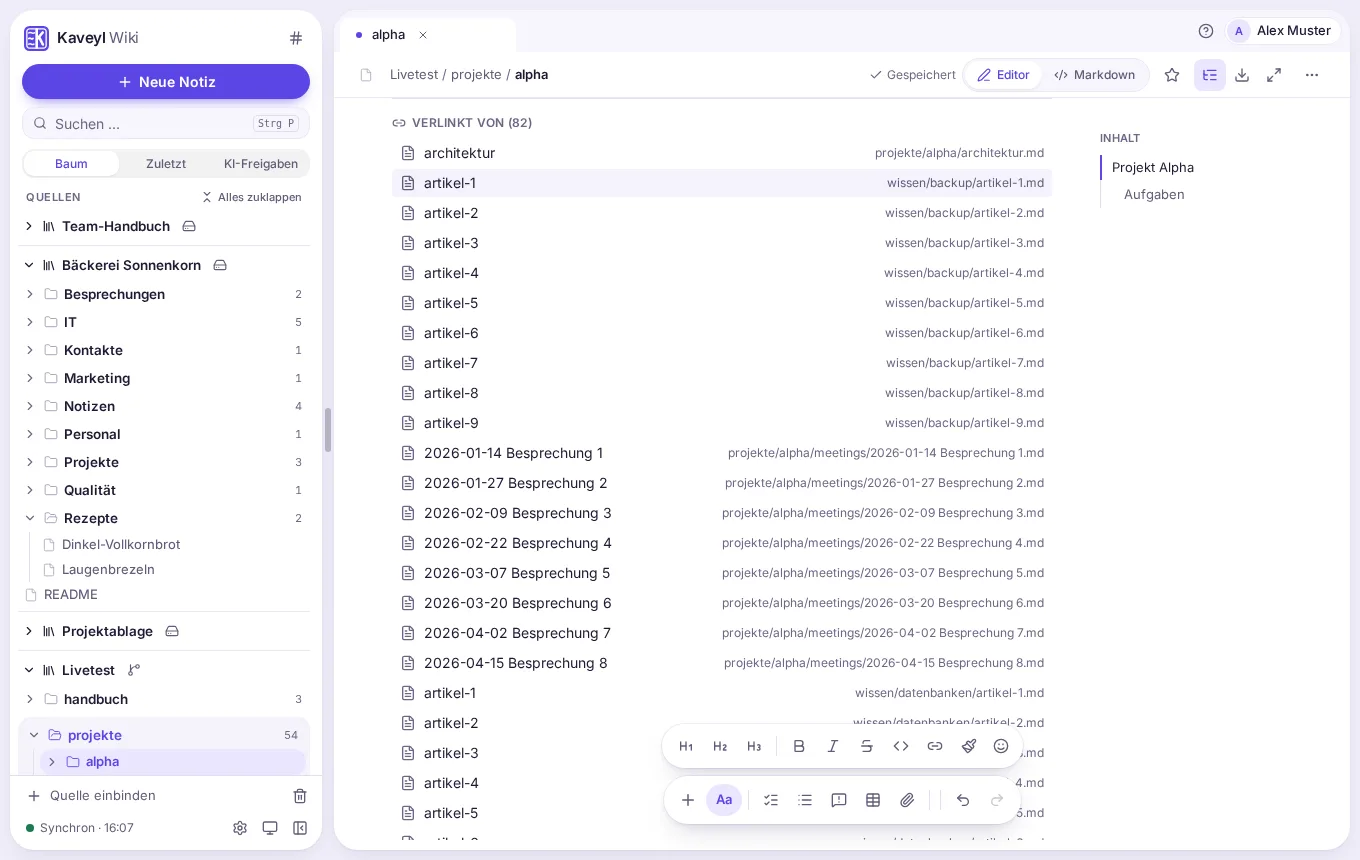 Kaveyl Wiki
Neue Notiz
Suchen ...
Strg P
Baum
Zuletzt
KI-Freigaben
QUELLEN
Alles zuklappen
Team-Handbuch
Bäckerei Sonnenkorn
Besprechungen 2
IT 5
Kontakte 1
Marketing 1
Notizen 4
Personal 1
Projekte 3
Qualität 1
Rezepte 2
Dinkel-Vollkornbrot
Laugenbrezeln
README
Projektablage
Livetest
handbuch 3
projekte 54
alpha
Quelle einbinden
Synchron · 16:07
alpha
A Alex Muster
Livetest / projekte / alpha
Gespeichert
Editor
Markdown
VERLINKT VON (82)
architektur projekte/alpha/architektur.md
artikel-1 wissen/backup/artikel-1.md
artikel-2 wissen/backup/artikel-2.md
artikel-3 wissen/backup/artikel-3.md
artikel-4 wissen/backup/artikel-4.md
artikel-5 wissen/backup/artikel-5.md
artikel-6 wissen/backup/artikel-6.md
artikel-7 wissen/backup/artikel-7.md
artikel-8 wissen/backup/artikel-8.md
artikel-9 wissen/backup/artikel-9.md
2026-01-14 Besprechung 1 projekte/alpha/meetings/2026-01-14 Besprechung 1.md
2026-01-27 Besprechung 2 projekte/alpha/meetings/2026-01-27 Besprechung 2.md
2026-02-09 Besprechung 3 projekte/alpha/meetings/2026-02-09 Besprechung 3.md
2026-02-22 Besprechung 4 projekte/alpha/meetings/2026-02-22 Besprechung 4.md
2026-03-07 Besprechung 5 projekte/alpha/meetings/2026-03-07 Besprechung 5.md
2026-03-20 Besprechung 6 projekte/alpha/meetings/2026-03-20 Besprechung 6.md
2026-04-02 Besprechung 7 projekte/alpha/meetings/2026-04-02 Besprechung 7.md
2026-04-15 Besprechung 8 projekte/alpha/meetings/2026-04-15 Besprechung 8.md
artikel-1 wissen/datenbanken/artikel-1.md
artikel-2 wissen/datenbanken/artikel-2.md
artikel-3
artikel-4
artikel-5
H1 H2 H3
Aa
INHALT
Projekt Alpha
Aufgaben